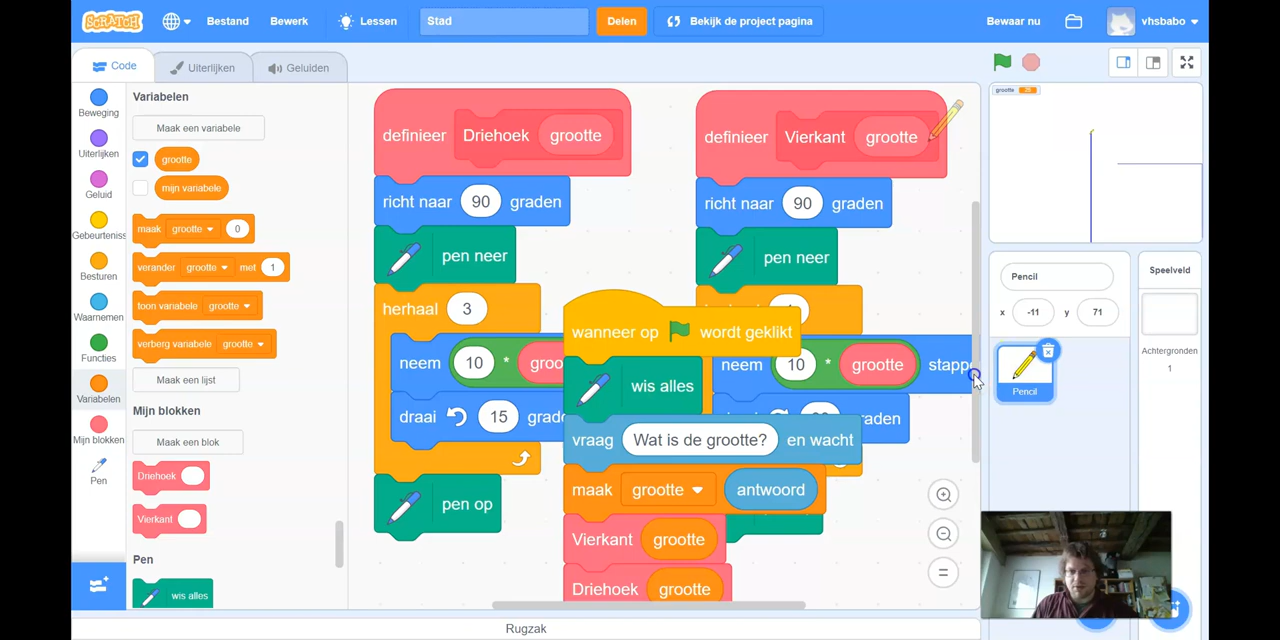 SCRATCH
Bestand
Bewerk
Lessen
Stad
Delen
Bekijk de project pagina
Bewaar nu
vhsbabo
Code
Uiterlijken
Geluiden
Beweging
Uiterlijken
Geluid
Gebeurteniss
Besturen
Waarnemen
Functies
Variabelen
Mijn blokken
Pen
Variabelen
Maak een variabele
grootte
mijn variabele
maak grootte 0
verander grootte met 1
toon variabele grootte
verberg variabele grootte
Maak een lijst
Mijn blokken
Maak een blok
Driehoek
Vierkant
Pen
wis alles
definieer Driehoek grootte
richt naar 90 graden
pen neer
herhaal 3
neem 10 * groo
draai 15 grade
pen op
definieer Vierkant grootte
richt naar 90 graden
pen neer
neem 10 * grootte stappe
aden
wanneer op wordt geklikt
wis alles
vraag Wat is de grootte? en wacht
maak grootte antwoord
Vierkant grootte
Driehoek grootte
grootte
Pencil
x -11 y 71
Pencil
Speelveld
Achtergronden
1
Rugzak